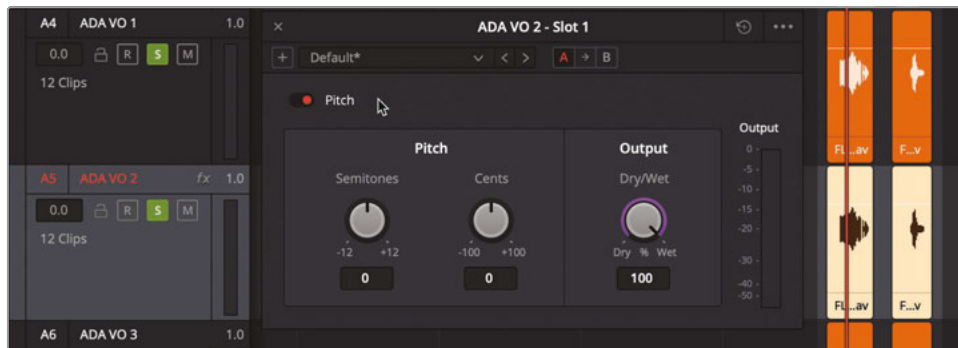 A4 ADA VO 1 1.0
0.0 R S M
12 Clips
A5 ADA VO 2 fx 1.0
0.0 R S M
12 Clips
A6 ADA VO 3 1.0
× ADA VO 2 - Slot 1 •••
+ Default* < > A → B
Pitch
Pitch
Semitones
-12 +12
0
Cents
-100 +100
0
Output
Dry/Wet
Dry % Wet
100
Output
0 -
-5 -
-10 -
-15 -
-20 -
-30 -
-40 -
-50 -
FL...av F...v
FL...av F...v